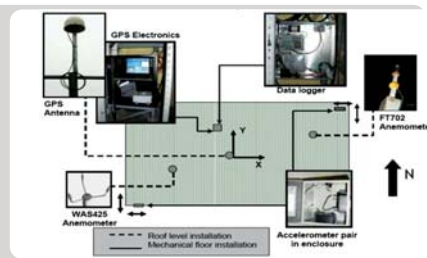 GPS Electronics
GPS
Antenna
Data logger
FT702
Anemometer
Y
X
N
WAS425
Anemometer
Accelerometer pair
in enclosure
Roof level installation
Mechanical floor installation